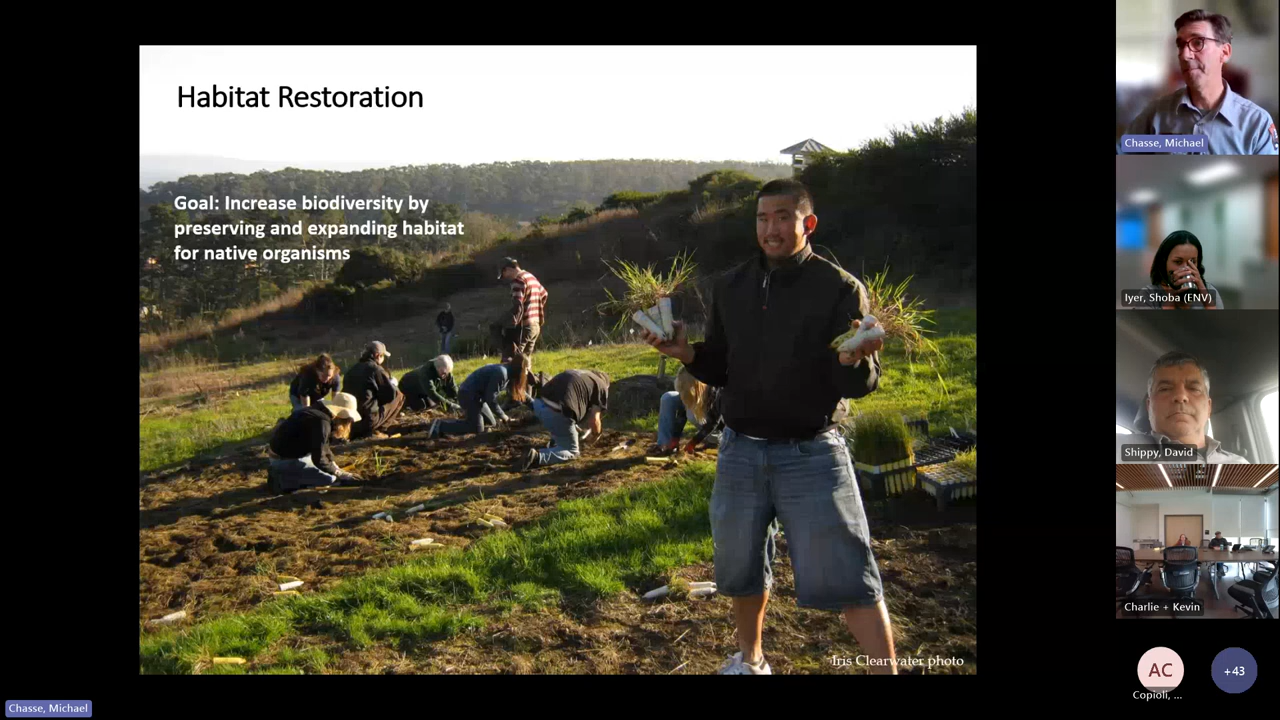 Habitat Restoration
Goal: Increase biodiversity by
preserving and expanding habitat
for native organisms
Iris Clearwater photo
Chasse, Michael
Iyer, Shoba (ENV)
Shippy, David
Charlie + Kevin
AC
Copioli, ...
+43
Chasse, Michael